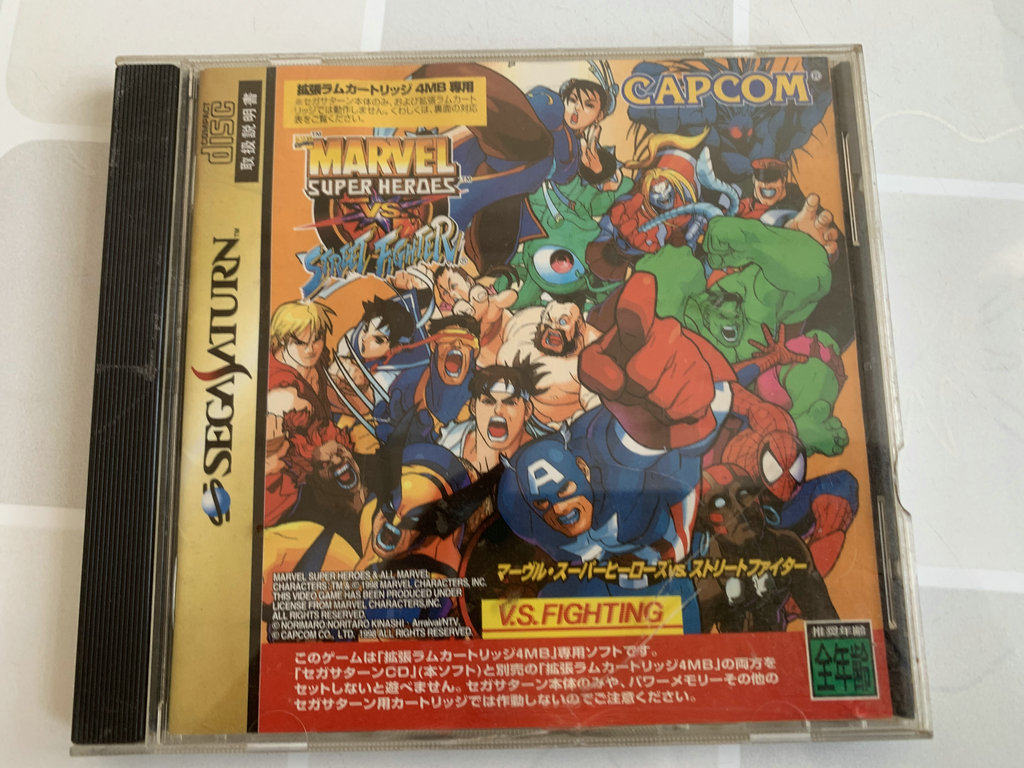 COMPACT
disc
取扱説明書
SEGA SATURN™
拡張ラムカートリッジ 4MB 専用
※セガサターン本体のみ、および拡張ラムカート
リッジでは動作しません。くわしくは、裏面の対応
表をご覧ください。
CAPCOM®
MARVEL
SUPER HEROES™
VS.
STREET FIGHTER®
A
マーヴル・スーパーヒーローズvs.ストリートファイター
MARVEL SUPER HEROES & ALL MARVEL
CHARACTERS :TM & © 1998 MARVEL CHARACTERS, INC.
THIS VIDEO GAME HAS BEEN PRODUCED UNDER
LICENSE FROM MARVEL CHARACTERS,INC.
ALL RIGHTS RESERVED.
© NORIMARO:NORITARO KINASHI・Arrival/NTV.
© CAPCOM CO., LTD. 1998 ALL RIGHTS RESERVED.
V.S. FIGHTING
このゲームは「拡張ラムカートリッジ4MB」専用ソフトです。
「セガサターンCD」(本ソフト)と別売の「拡張ラムカートリッジ4MB」の両方を
セットしないと遊べません。セガサターン本体のみや、パワーメモリーその他の
セガサターン用カートリッジでは作動しないのでご注意ください。
推奨年齢
全年齢